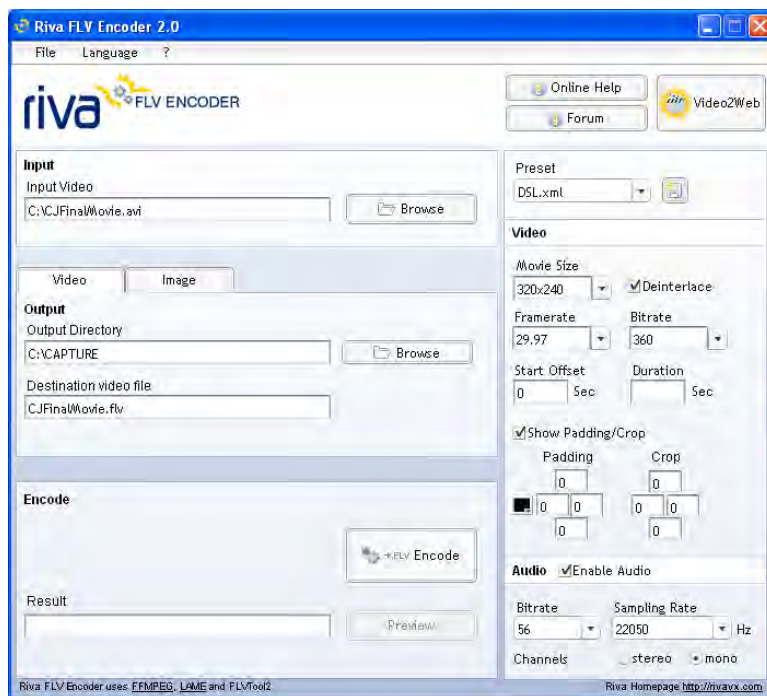 Riva FLV Encoder 2.0
File Language ?
riva FLV ENCODER
Online Help
Forum
Video2Web
Input
Input Video
C:\CJFinalMovie.avi
Browse
Video
Image
Output
Output Directory
C:\CAPTURE
Browse
Destination video file
CJFinalMovie.flv
Encode
FLV Encode
Result
Preview
Preset
DSL.xml
Video
Movie Size
320x240
Deinterlace
Framerate
Bitrate
29.97
360
Start Offset
Duration
0 Sec
Sec
Show Padding/Crop
Padding
Crop
0
0
0 0
0 0
0
0
Audio Enable Audio
Bitrate
Sampling Rate
56
22050 Hz
Channels stereo mono
Riva FLV Encoder uses FFMPEG, LAME and FLVTool2
Riva Homepage http://rivavx.com